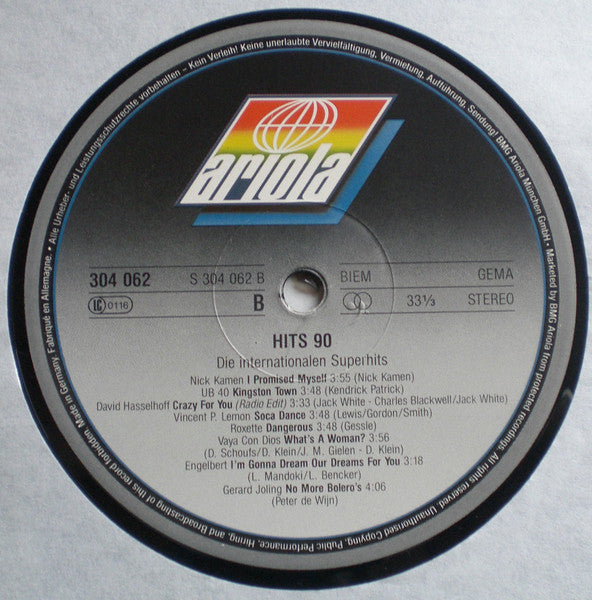 Alle Urheber- und Leistungsschutzrechte vorbehalten – Kein Verleih! Keine unerlaubte Vervielfältigung, Vermietung, Aufführung, Sendung! BMG Ariola München GmbH • Marketed by BMG Ariola
from protected recordings. All rights reserved. Unauthorised Copying, Public Performance, Hiring, and Broadcasting of this record forbidden. Made in Germany. Fabriqué en Allemagne. •
ariola
304 062 S 304 062 B BIEM GEMA
LC 0116 B 33⅓ STEREO
HITS 90
Die internationalen Superhits
Nick Kamen I Promised Myself 3:55 (Nick Kamen)
UB 40 Kingston Town 3:48 (Kendrick Patrick)
David Hasselhoff Crazy For You (Radio Edit) 3:33 (Jack White - Charles Blackwell/Jack White)
Vincent P. Lemon Soca Dance 3:48 (Lewis/Gordon/Smith)
Roxette Dangerous 3:48 (Gessle)
Vaya Con Dios What's A Woman? 3:56
(D. Schoufs/D. Klein/J. M. Gielen - D. Klein)
Engelbert I'm Gonna Dream Our Dreams For You 3:18
(L. Mandoki/L. Bencker)
Gerard Joling No More Bolero's 4:06
(Peter de Wijn)